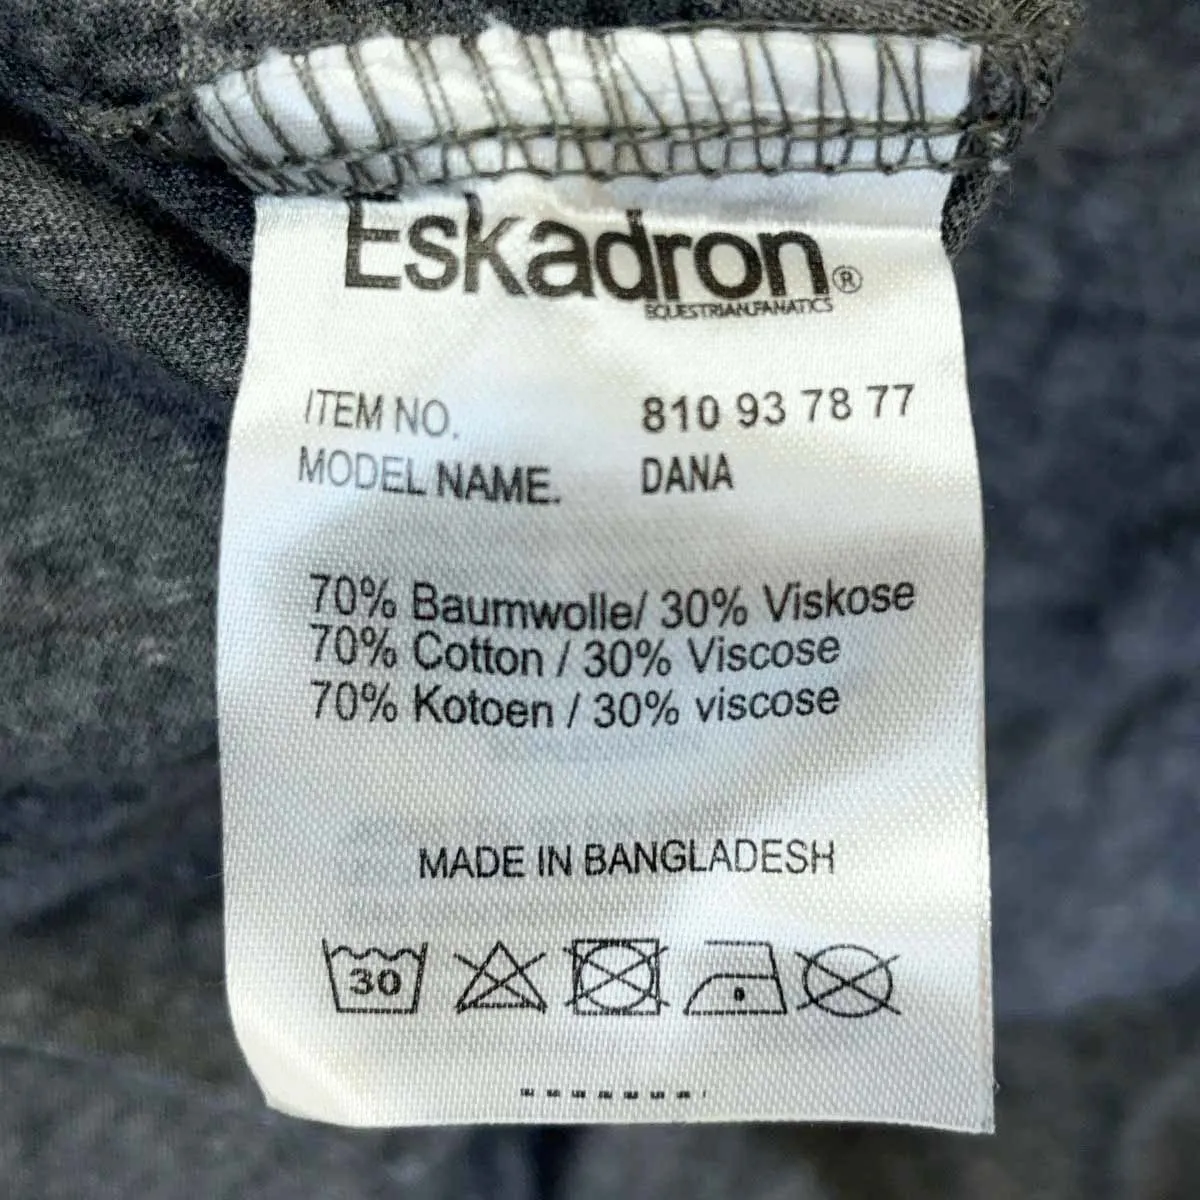 Eskadron®
EQUESTRIAN.FANATICS
ITEM NO. 810 93 78 77
MODEL NAME. DANA
70% Baumwolle/ 30% Viskose
70% Cotton / 30% Viscose
70% Kotoen / 30% viscose
MADE IN BANGLADESH
30